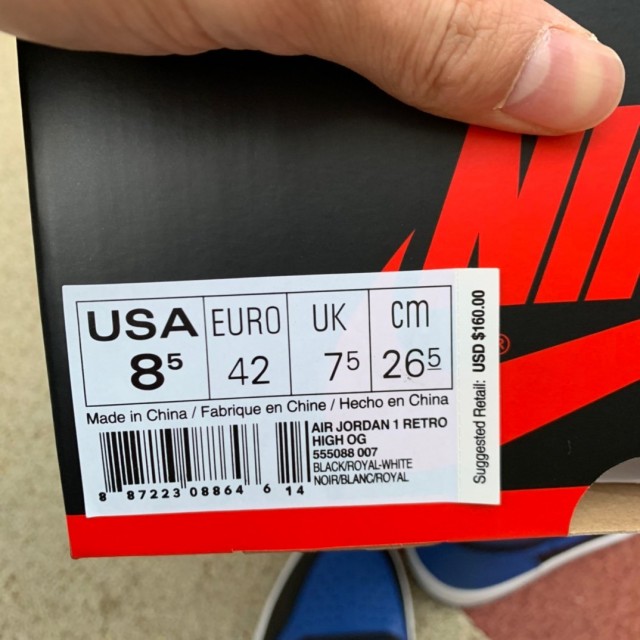 NIK
®
USA EURO UK cm
8⁵ 42 7⁵ 26⁵
Made in China / Fabrique en Chine / Hecho en China
AIR JORDAN 1 RETRO
HIGH OG
555088 007
BLACK/ROYAL-WHITE
NOIR/BLANC/ROYAL
8 87223 08864 6 14
Suggested Retail: USD $160.00